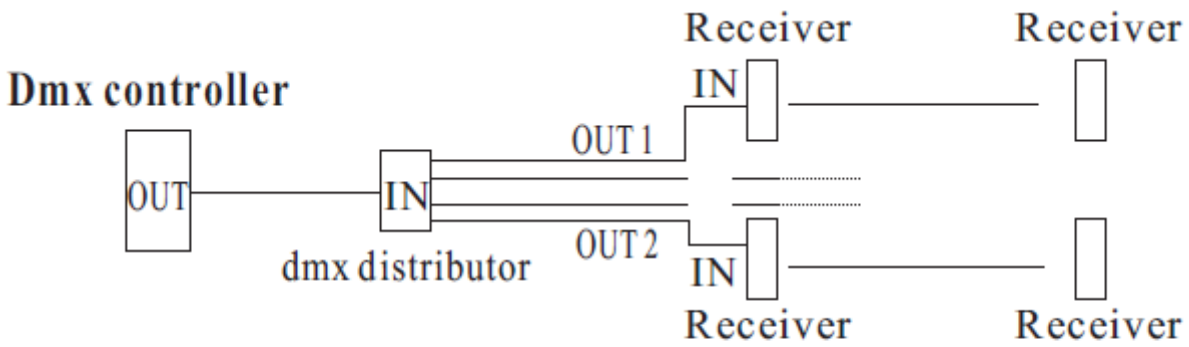 Receiver
Receiver
Dmx controller
IN
OUT 1
OUT
IN
OUT 2
dmx distributor
IN
Receiver
Receiver